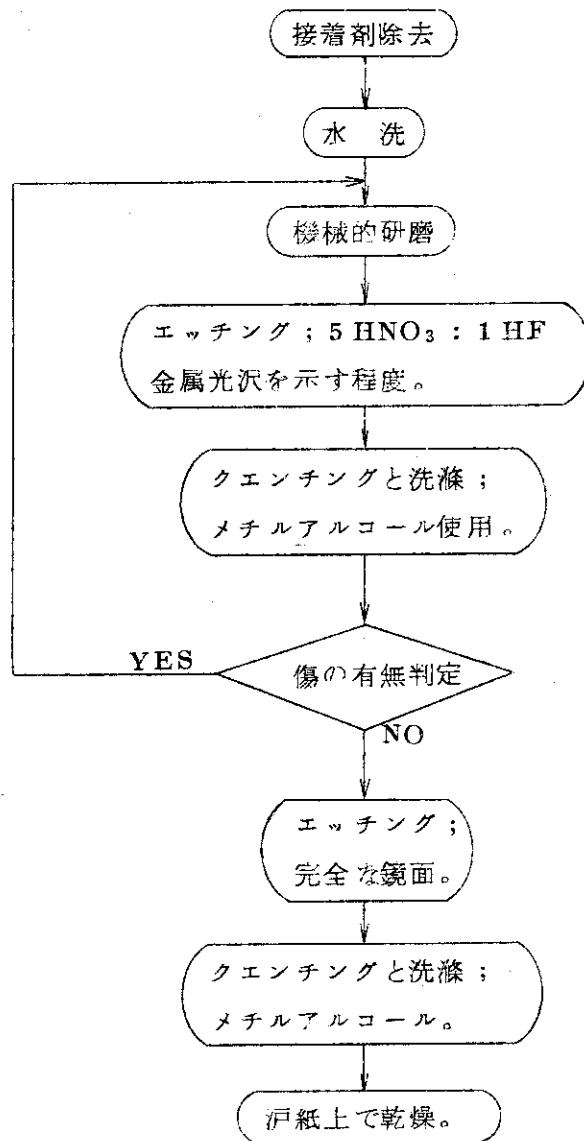 接着剤除去
水 洗
機械的研磨
エッチング ; 5 HNO₃ : 1 HF
金属光沢を示す程度。
クエンチングと洗滌 ;
メチルアルコール使用。
YES
傷の有無判定
NO
エッチング ;
完全な鏡面。
クエンチングと洗滌 ;
メチルアルコール。
沪紙上で乾燥。